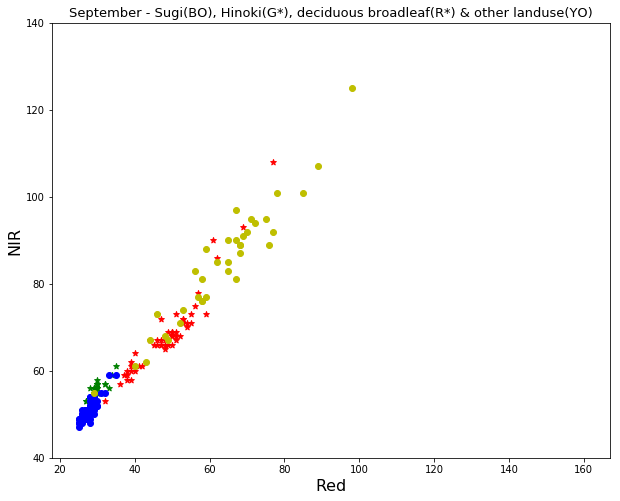 September - Sugi(BO), Hinoki(G*), deciduous broadleaf(R*) & other landuse(YO)
140
120
100
80
60
40
NIR
20 40 60 80 100 120 140 160
Red